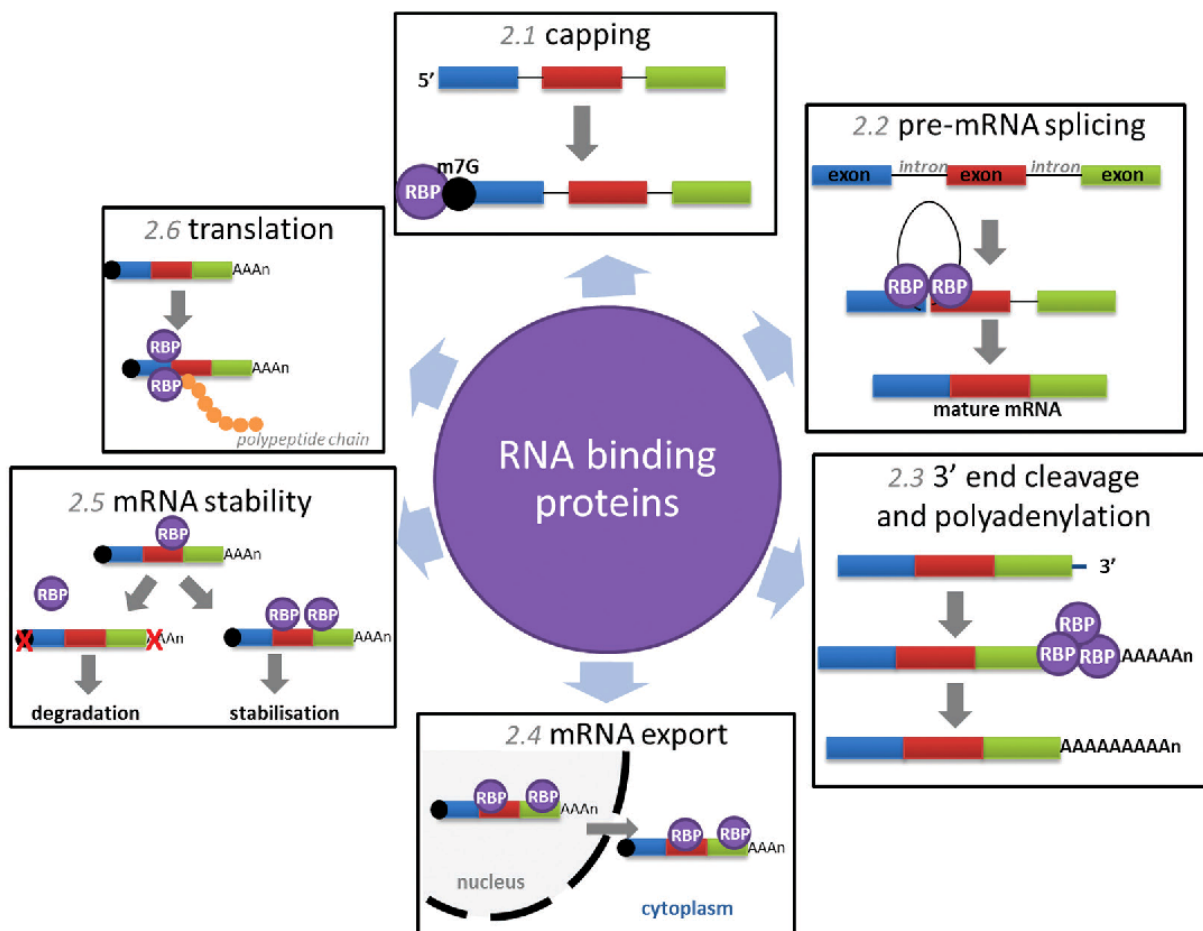 2.1 capping
5’
m7G
RBP
2.2 pre-mRNA splicing
intron intron
exon exon exon
RBP RBP
mature mRNA
2.3 3’ end cleavage
and polyadenylation
3’
RBP
RBP RBP AAAAAn
AAAAAAAAAn
2.4 mRNA export
RBP RBP AAAn
RBP RBP
AAAn
nucleus
cytoplasm
2.5 mRNA stability
RBP
AAAn
RBP
RBP RBP
X XAAn AAAn
degradation stabilisation
2.6 translation
AAAn
RBP
AAAn
RBP
polypeptide chain
RNA binding
proteins